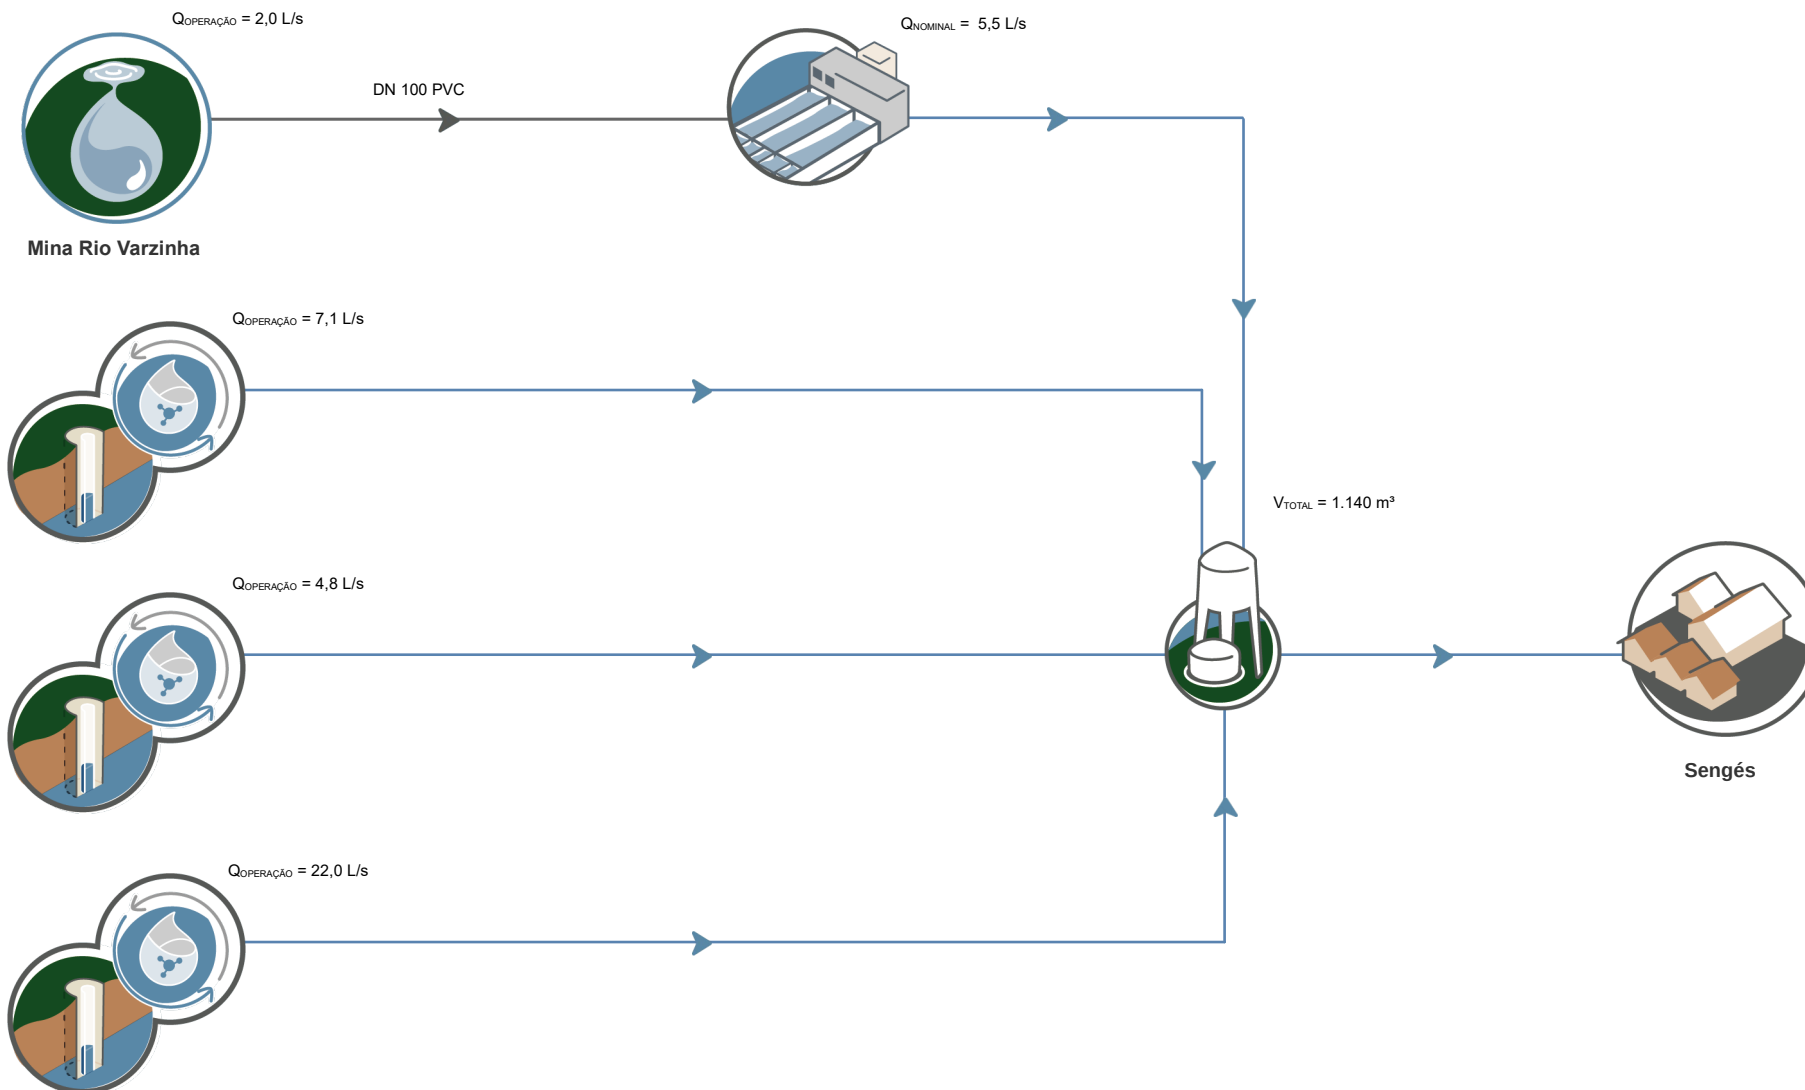 QOPERAÇÃO = 2,0 L/s
QNOMINAL = 5,5 L/s
DN 100 PVC
Mina Rio Varzinha
QOPERAÇÃO = 7,1 L/s
VTOTAL = 1.140 m³
QOPERAÇÃO = 4,8 L/s
Sengés
QOPERAÇÃO = 22,0 L/s